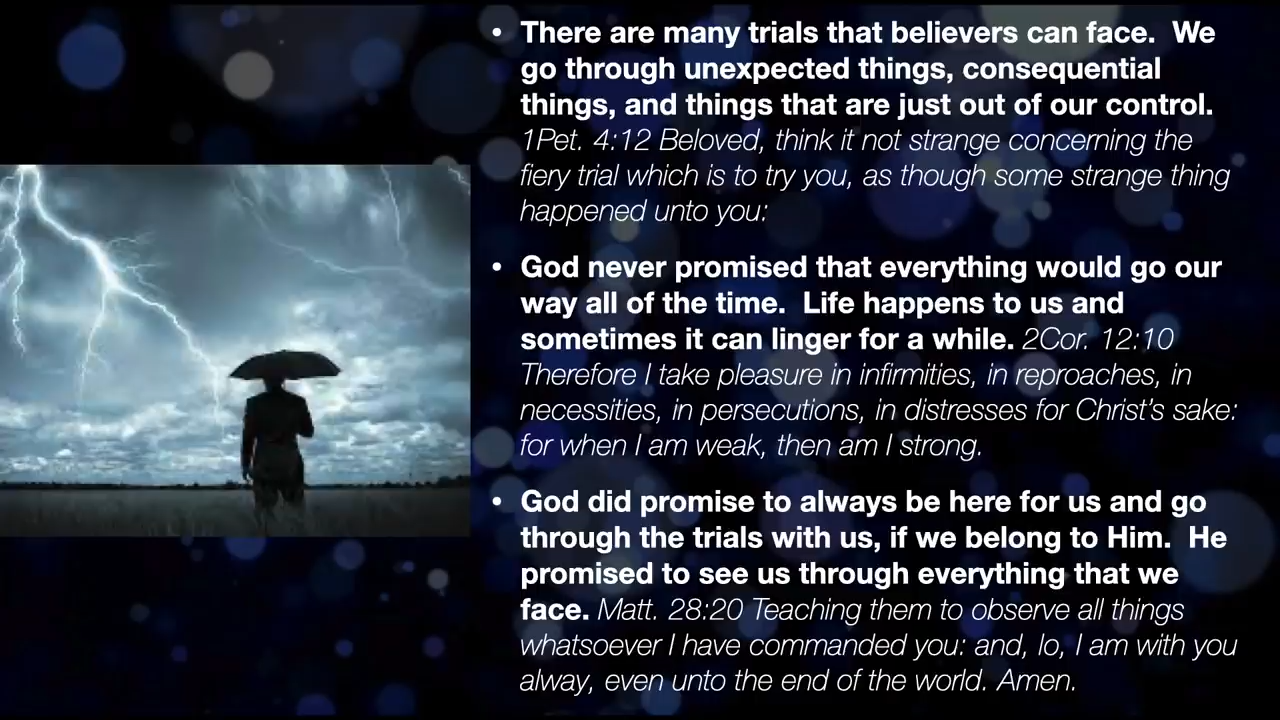 • There are many trials that believers can face.  We
go through unexpected things, consequential
things, and things that are just out of our control.
1Pet. 4:12 Beloved, think it not strange concerning the
fiery trial which is to try you, as though some strange thing
happened unto you:
• God never promised that everything would go our
way all of the time.  Life happens to us and
sometimes it can linger for a while. 2Cor. 12:10
Therefore I take pleasure in infirmities, in reproaches, in
necessities, in persecutions, in distresses for Christ’s sake:
for when I am weak, then am I strong.
• God did promise to always be here for us and go
through the trials with us, if we belong to Him.  He
promised to see us through everything that we
face. Matt. 28:20 Teaching them to observe all things
whatsoever I have commanded you: and, lo, I am with you
alway, even unto the end of the world. Amen.